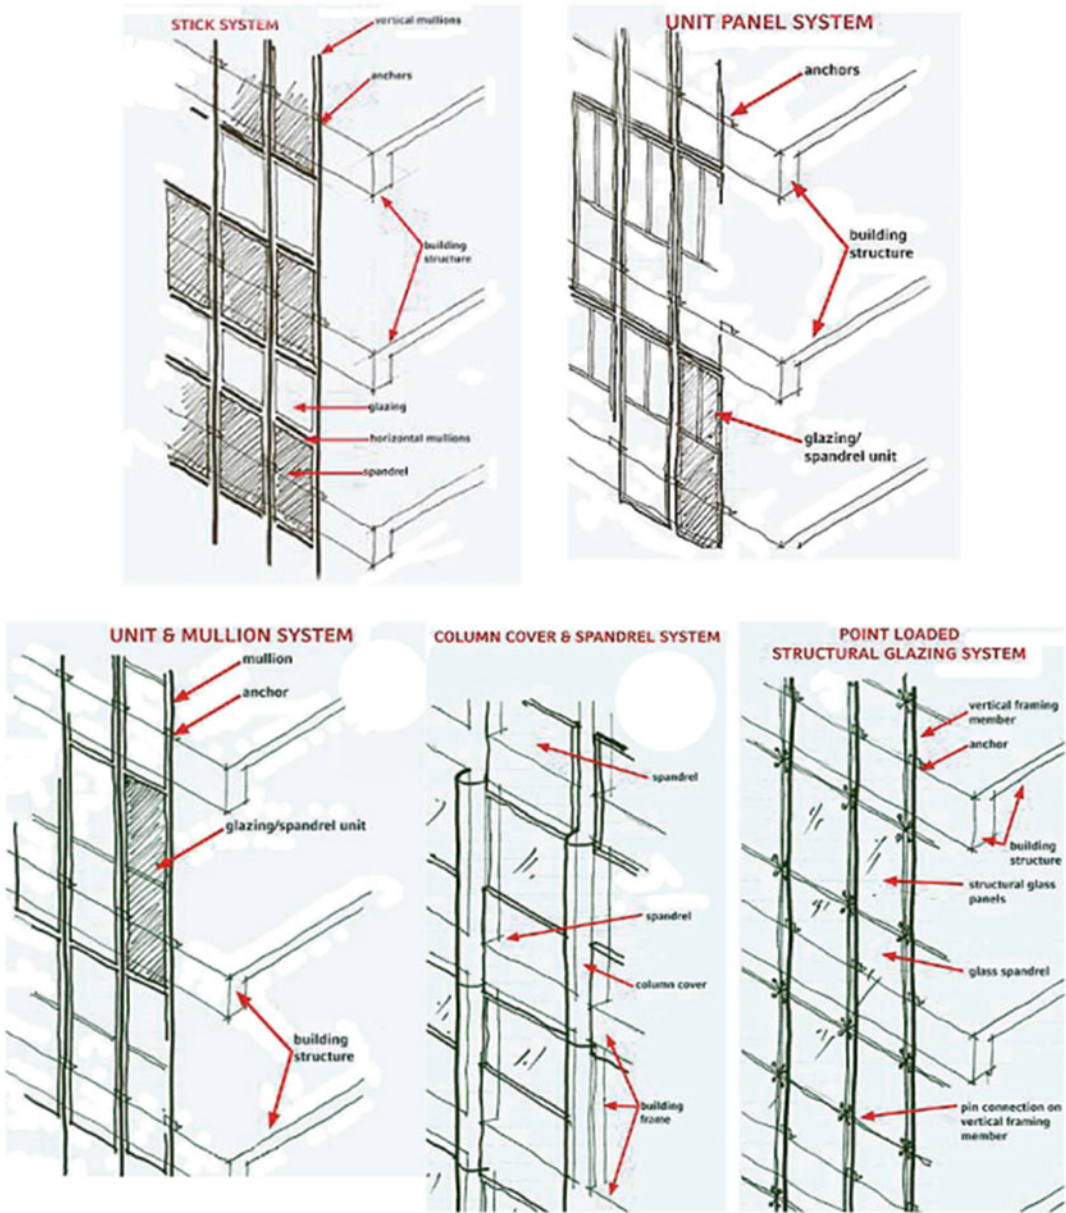 STICK SYSTEM
vertical mullions
anchors
building
structure
glazing
horizontal mullions
spandrel
UNIT PANEL SYSTEM
anchors
building
structure
glazing/
spandrel unit
UNIT & MULLION SYSTEM
mullion
anchor
glazing/spandrel unit
building
structure
COLUMN COVER & SPANDREL SYSTEM
spandrel
spandrel
column cover
building
frame
POINT LOADED
STRUCTURAL GLAZING SYSTEM
vertical framing
member
anchor
building
structure
structural glass
panels
glass spandrel
pin connection on
vertical framing
member